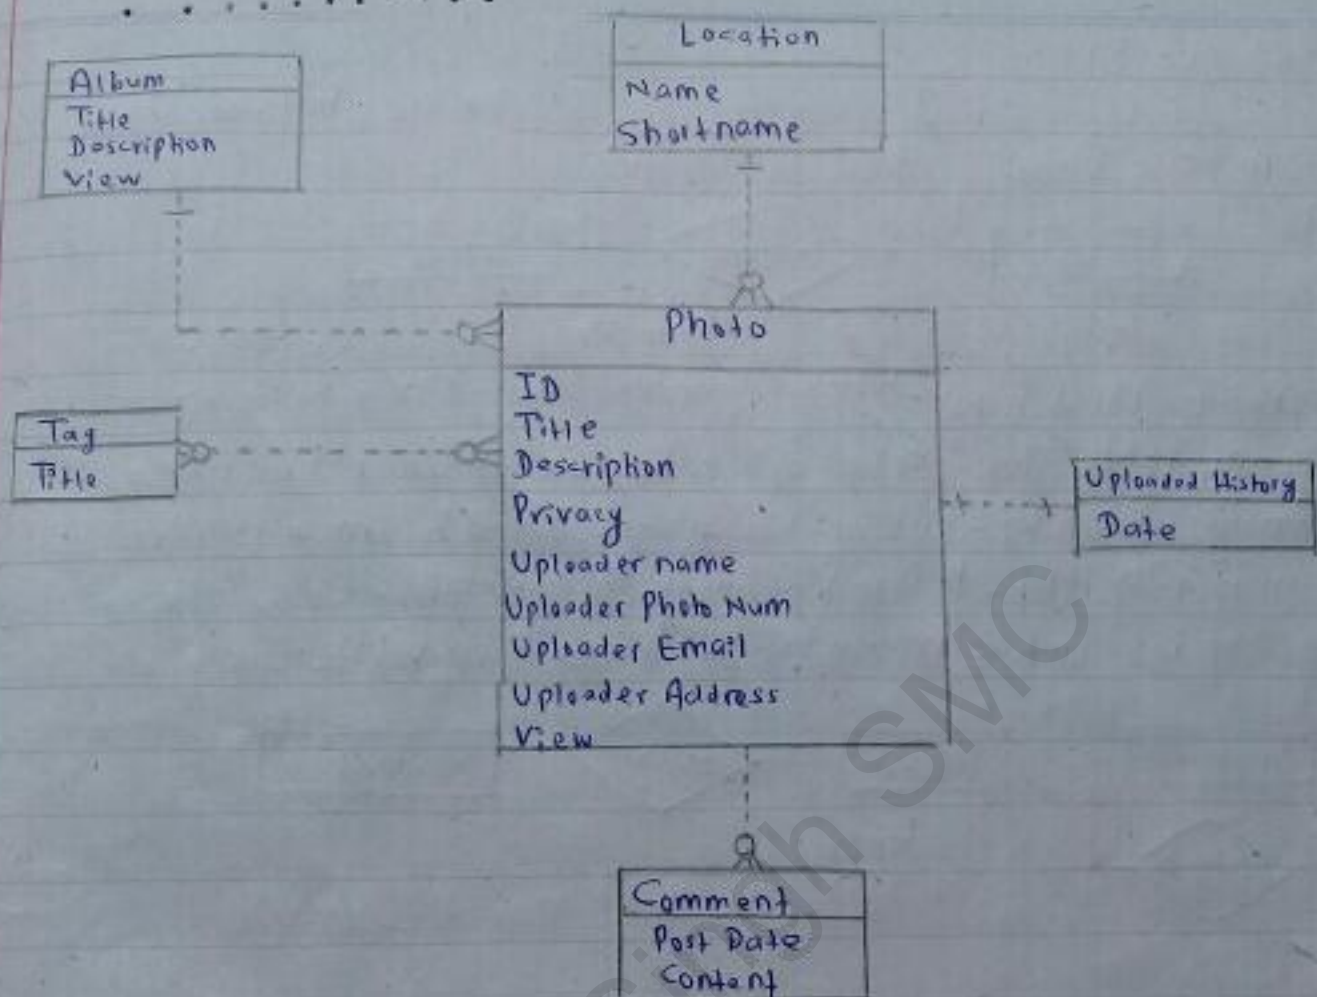 Location
Name
Shortname
Album
Title
Description
View
Photo
ID
Title
Description
Privacy
Uploader name
Uploader Photo Num
Uploader Email
Uploader Address
View
Tag
Title
Uploaded History
Date
Comment
Post Date
Content
SMC